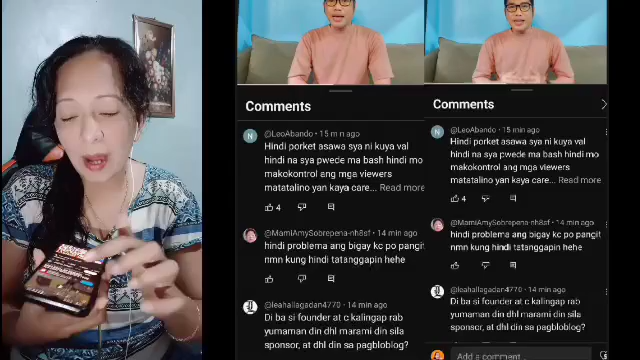 Comments
@LeoAbando • 15 min ago
Hindi porket asawa sya ni kuya val
hindi na sya pwede ma bash hindi mo
makokontrol ang mga viewers
matatalino yan kaya care... Read more
4
@MamiAmySobrepena-nh8sf • 14 min ago
hindi problema ang bigay kc po pangit
nmn kung hindi tatanggapin hehe
@leahallagadan4770 • 14 min ago
Di ba si founder at c kalingap rab
yumaman din dhl marami din sila
sponsor, at dhl din sa pagbloblog?
Comments
@LeoAbando • 15 min ago
Hindi porket asawa sya ni kuya val
hindi na sya pwede ma bash hindi mo
makokontrol ang mga viewers
matatalino yan kaya care... Read more
4
@MamiAmySobrepena-nh8sf • 14 min ago
hindi problema ang bigay kc po pangit
nmn kung hindi tatanggapin hehe
@leahallagadan4770 • 14 min ago
Di ba si founder at c kalingap rab
yumaman din dhl marami din sila
sponsor, at dhl din sa pagbloblog?
Add a comment...